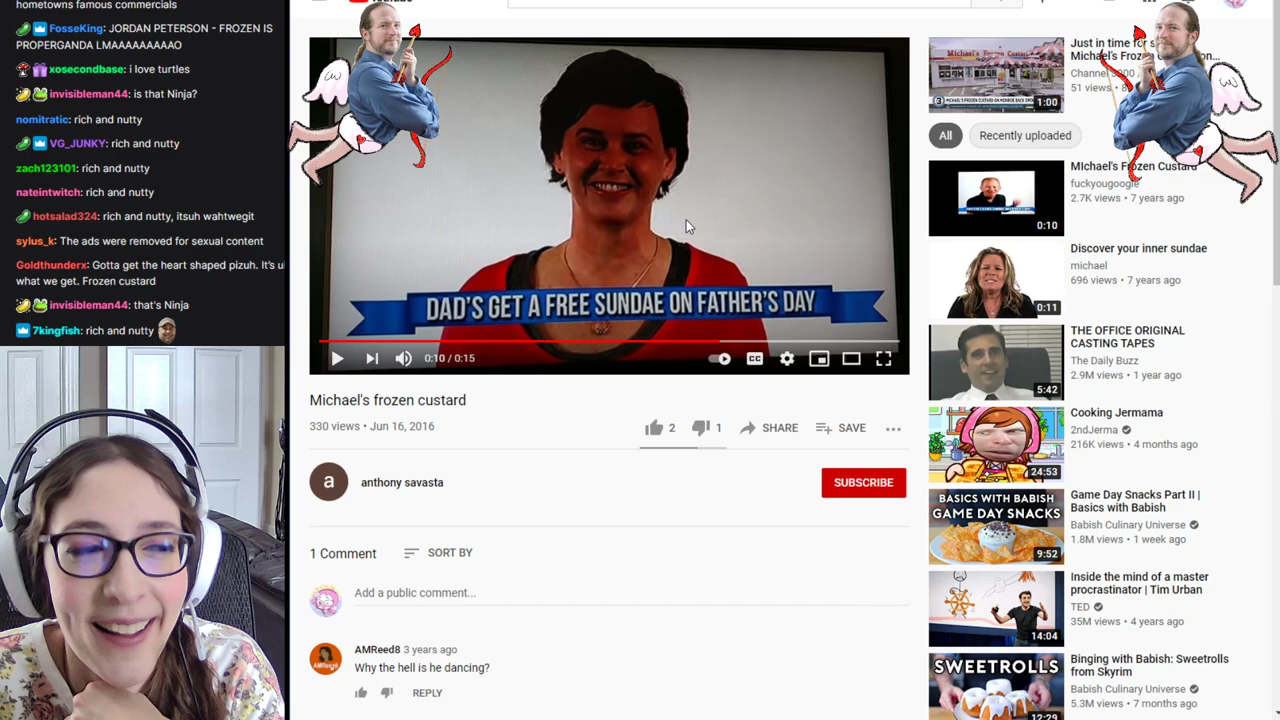 hometowns famous commercials
FosseKing: JORDAN PETERSON - FROZEN IS
PROPERGANDA LMAAAAAAAAO
xosecondbase: i love turtles
invisibleman44: is that Ninja?
nomitratic: rich and nutty
VG_JUNKY: rich and nutty
zach123101: rich and nutty
nateintwitch: rich and nutty
hotsalad324: rich and nutty, itsuh wahtwegit
sylus_k: The ads were removed for sexual content
Goldthunderx: Gotta get the heart shaped pizuh. It's
what we get. Frozen custard
invisibleman44: that's Ninja
7kingfish: rich and nutty
DAD'S GET A FREE SUNDAE ON FATHER'S DAY
0:10 / 0:15
CC
Michael's frozen custard
330 views • Jun 16, 2016
2
1
SHARE
SAVE
a
anthony savasta
SUBSCRIBE
1 Comment
SORT BY
Add a public comment...
AMReed8 3 years ago
Why the hell is he dancing?
REPLY
Just in time for
Michael's Froz
Channel
51 views •
1:00
All
Recently uploaded
MIchael's Frozen Custard
fuckyougoogle
2.7K views • 7 years ago
0:10
Discover your inner sundae
michael
696 views • 7 years ago
0:11
THE OFFICE ORIGINAL
CASTING TAPES
The Daily Buzz
2.9M views • 1 year ago
5:42
Cooking Jermama
2ndJerma
216K views • 4 months ago
24:53
BASICS WITH BABISH
GAME DAY SNACKS
Game Day Snacks Part II |
Basics with Babish
Babish Culinary Universe
1.8M views • 1 week ago
9:52
Inside the mind of a master
procrastinator | Tim Urban
TED
35M views • 4 years ago
14:04
SWEETROLLS
Binging with Babish: Sweetrolls
from Skyrim
Babish Culinary Universe
5.3M views • 7 months ago
12:29